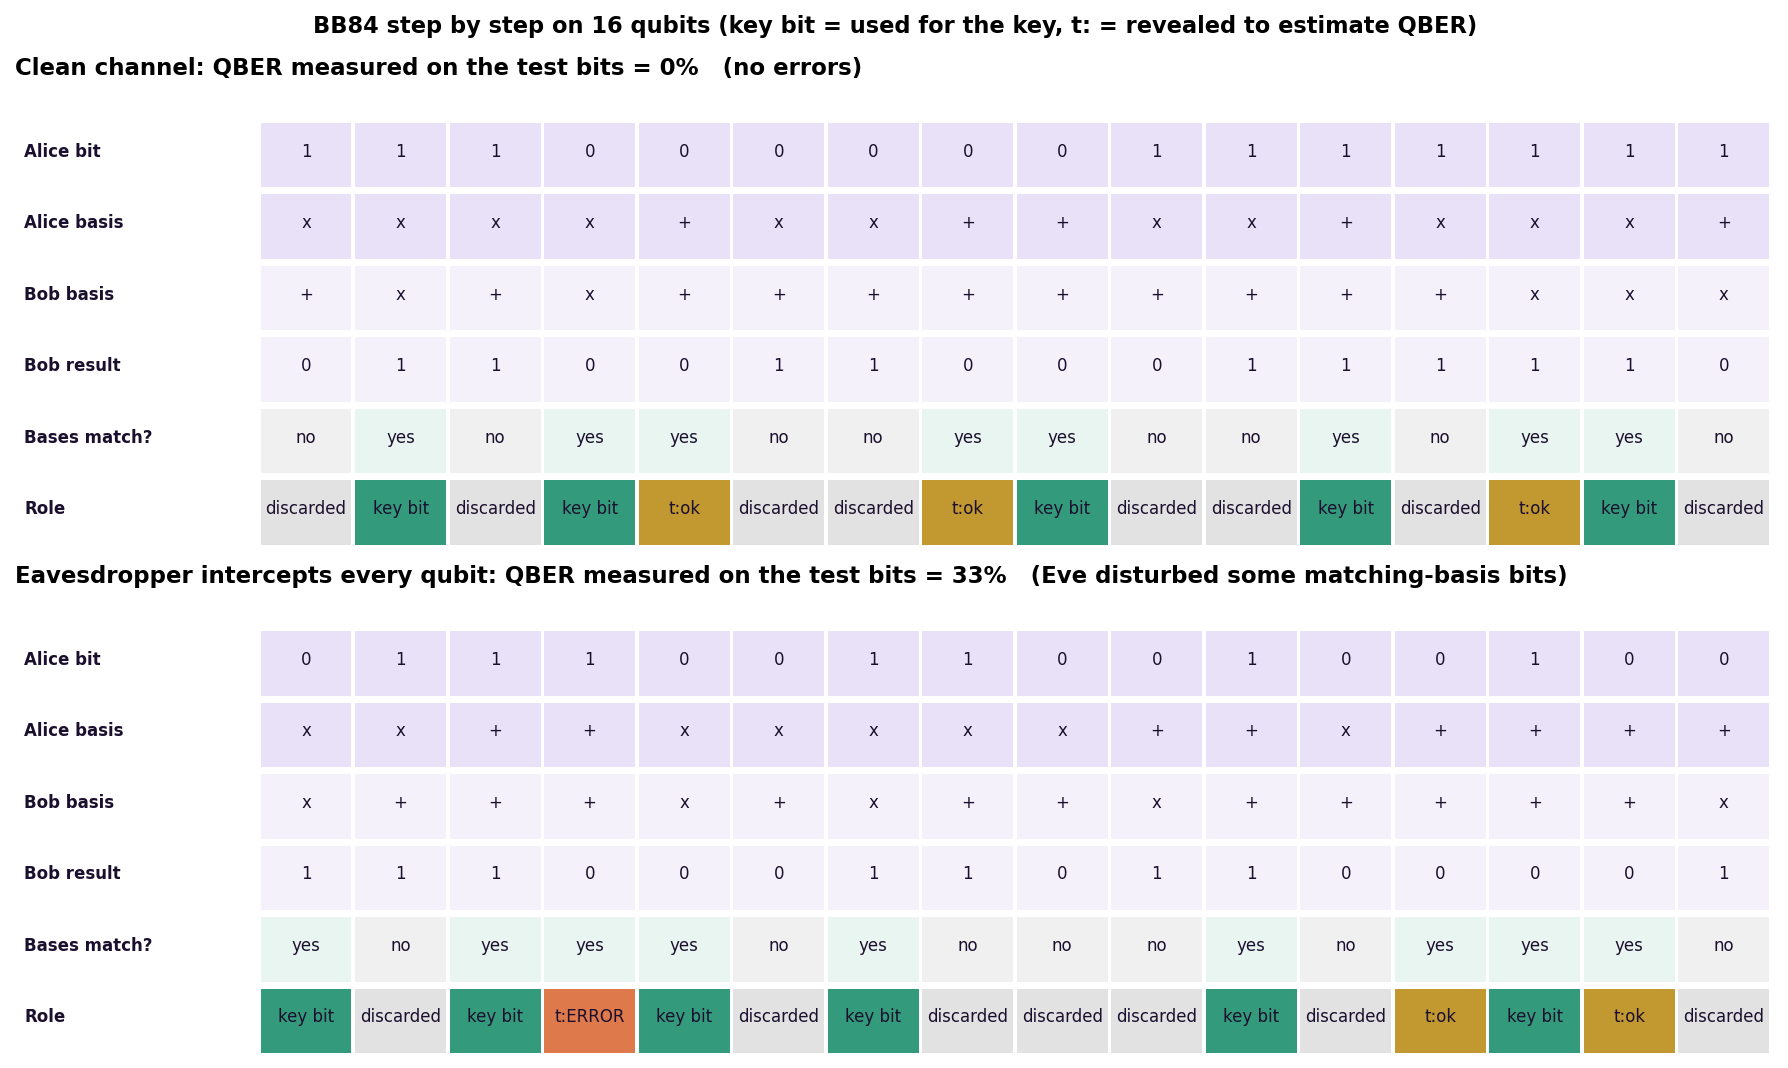 BB84 step by step on 16 qubits (key bit = used for the key, t: = revealed to estimate QBER)
Clean channel: QBER measured on the test bits = 0%   (no errors)
Alice bit 1 1 1 0 0 0 0 0 0 1 1 1 1 1 1 1
Alice basis x x x x + x x + + x x + x x x +
Bob basis + x + x + + + + + + + + + x x x
Bob result 0 1 1 0 0 1 1 0 0 0 1 1 1 1 1 0
Bases match? no yes no yes yes no no yes yes no no yes no yes yes no
Role discarded key bit discarded key bit t:ok discarded discarded t:ok key bit discarded discarded key bit discarded t:ok key bit discarded
Eavesdropper intercepts every qubit: QBER measured on the test bits = 33%   (Eve disturbed some matching-basis bits)
Alice bit 0 1 1 1 0 0 1 1 0 0 1 0 0 1 0 0
Alice basis x x + + x x x x x + + x + + + +
Bob basis x + + + x + x + + x + + + + + x
Bob result 1 1 1 0 0 0 1 1 0 1 1 0 0 0 0 1
Bases match? yes no yes yes yes no yes no no no yes no yes yes yes no
Role key bit discarded key bit t:ERROR key bit discarded key bit discarded discarded discarded key bit discarded t:ok key bit t:ok discarded